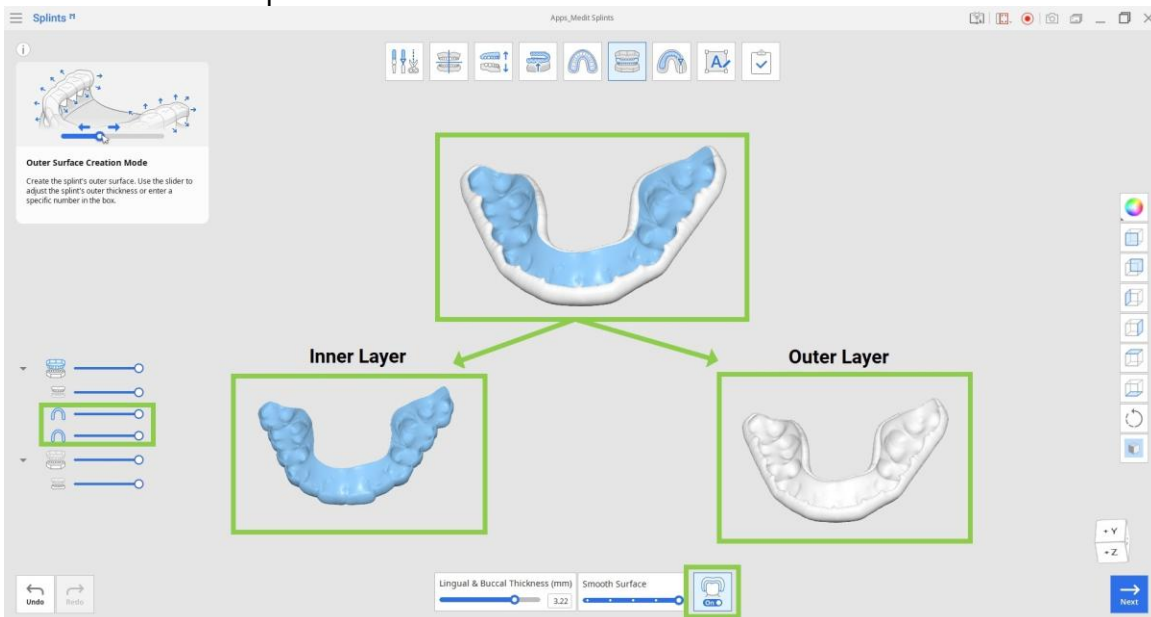 Splints
Apps_Medit Splints
Outer Surface Creation Mode
Create the splint's outer surface. Use the slider to
adjust the splint's outer thickness or enter a
specific number in the box.
Inner Layer
Outer Layer
+ Y
+ Z
Undo
Redo
Lingual & Buccal Thickness (mm)
3.22
Smooth Surface
On
Next